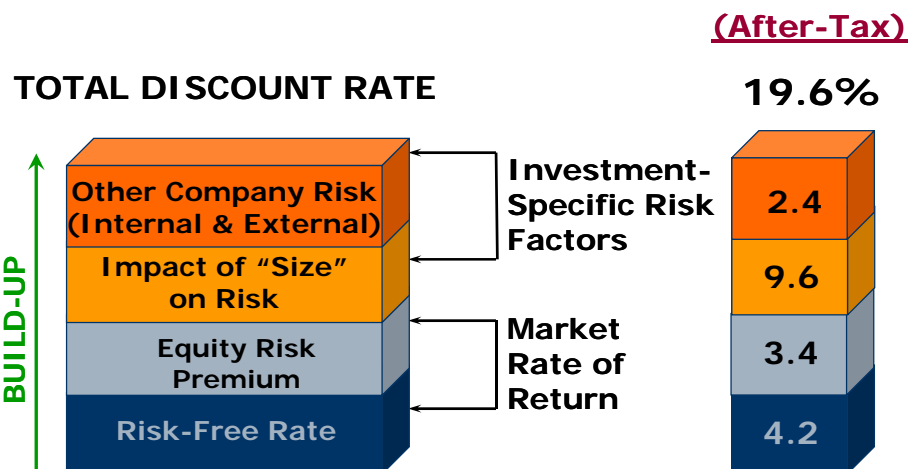 (After-Tax)
TOTAL DISCOUNT RATE
19.6%
BUILD-UP
Other Company Risk
(Internal & External)
Impact of “Size”
on Risk
Equity Risk
Premium
Risk-Free Rate
Investment-
Specific Risk
Factors
Market
Rate of
Return
2.4
9.6
3.4
4.2